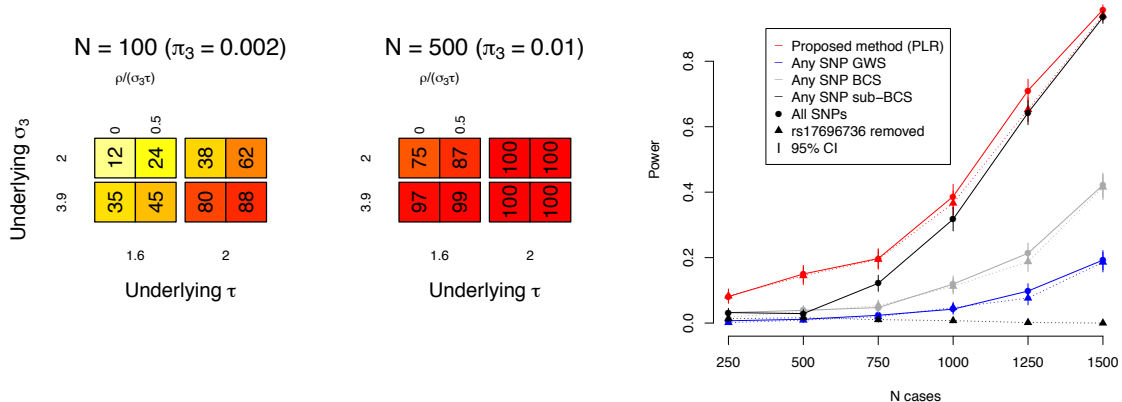 N = 100 (π3 = 0.002)
ρ/(σ3τ)
0 0.5
Underlying σ3
2
12 24 38 62
3.9
35 45 80 88
1.6 2
Underlying τ
N = 500 (π3 = 0.01)
ρ/(σ3τ)
0 0.5
2
75 87 100 100
3.9
97 99 100 100
1.6 2
Underlying τ
Power
0.8
0.6
0.4
0.2
0.0
Proposed method (PLR)
Any SNP GWS
Any SNP BCS
Any SNP sub−BCS
All SNPs
rs17696736 removed
95% CI
250 500 750 1000 1250 1500
N cases